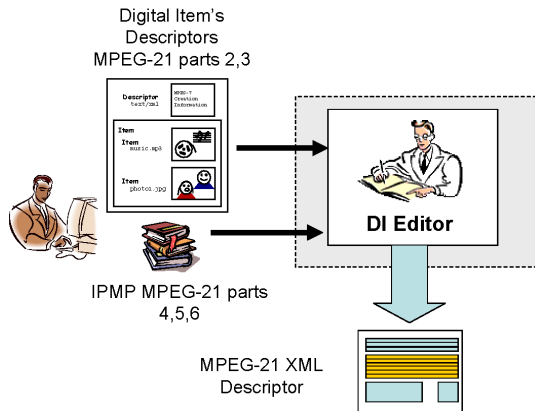 Digital Item's
Descriptors
MPEG-21 parts 2,3
Descriptor
text/xml
MPEG-7
Creation
Information
Item
Item
music.mp3
Item
photo1.jpg
DI Editor
IPMP MPEG-21 parts
4,5,6
MPEG-21 XML
Descriptor